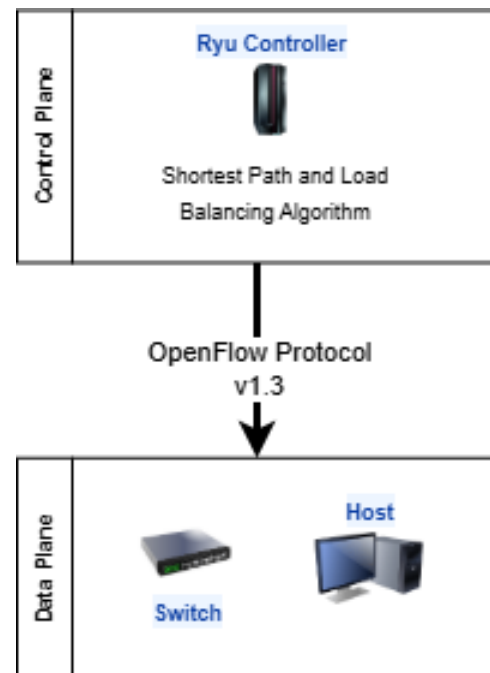 Control Plane
Ryu Controller
Shortest Path and Load
Balancing Algorithm
OpenFlow Protocol
v1.3
Data Plane
Host
Switch